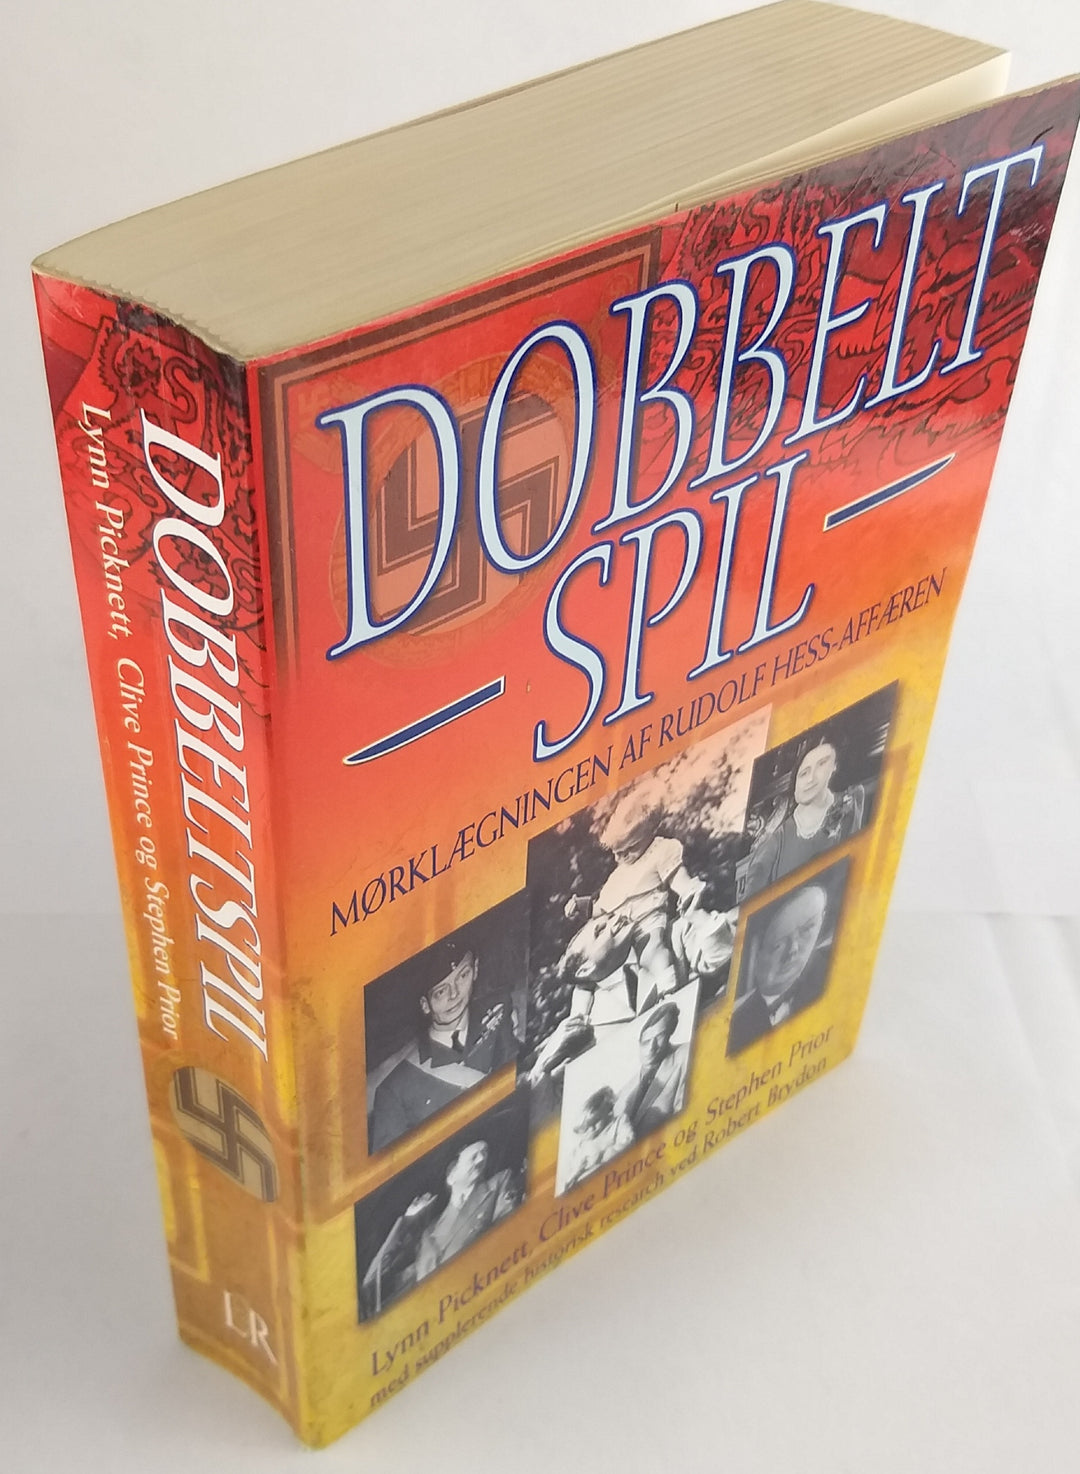 DOBBELT
SPIL
MØRKLÆGNINGEN AF RUDOLF HESS-AFFÆREN
Lynn Picknett, Clive Prince og Stephen Prior
med supplerende historisk research ved Robert Brydon
DOBBELTSPIL
Lynn Picknett, Clive Prince og Stephen Prior
LR